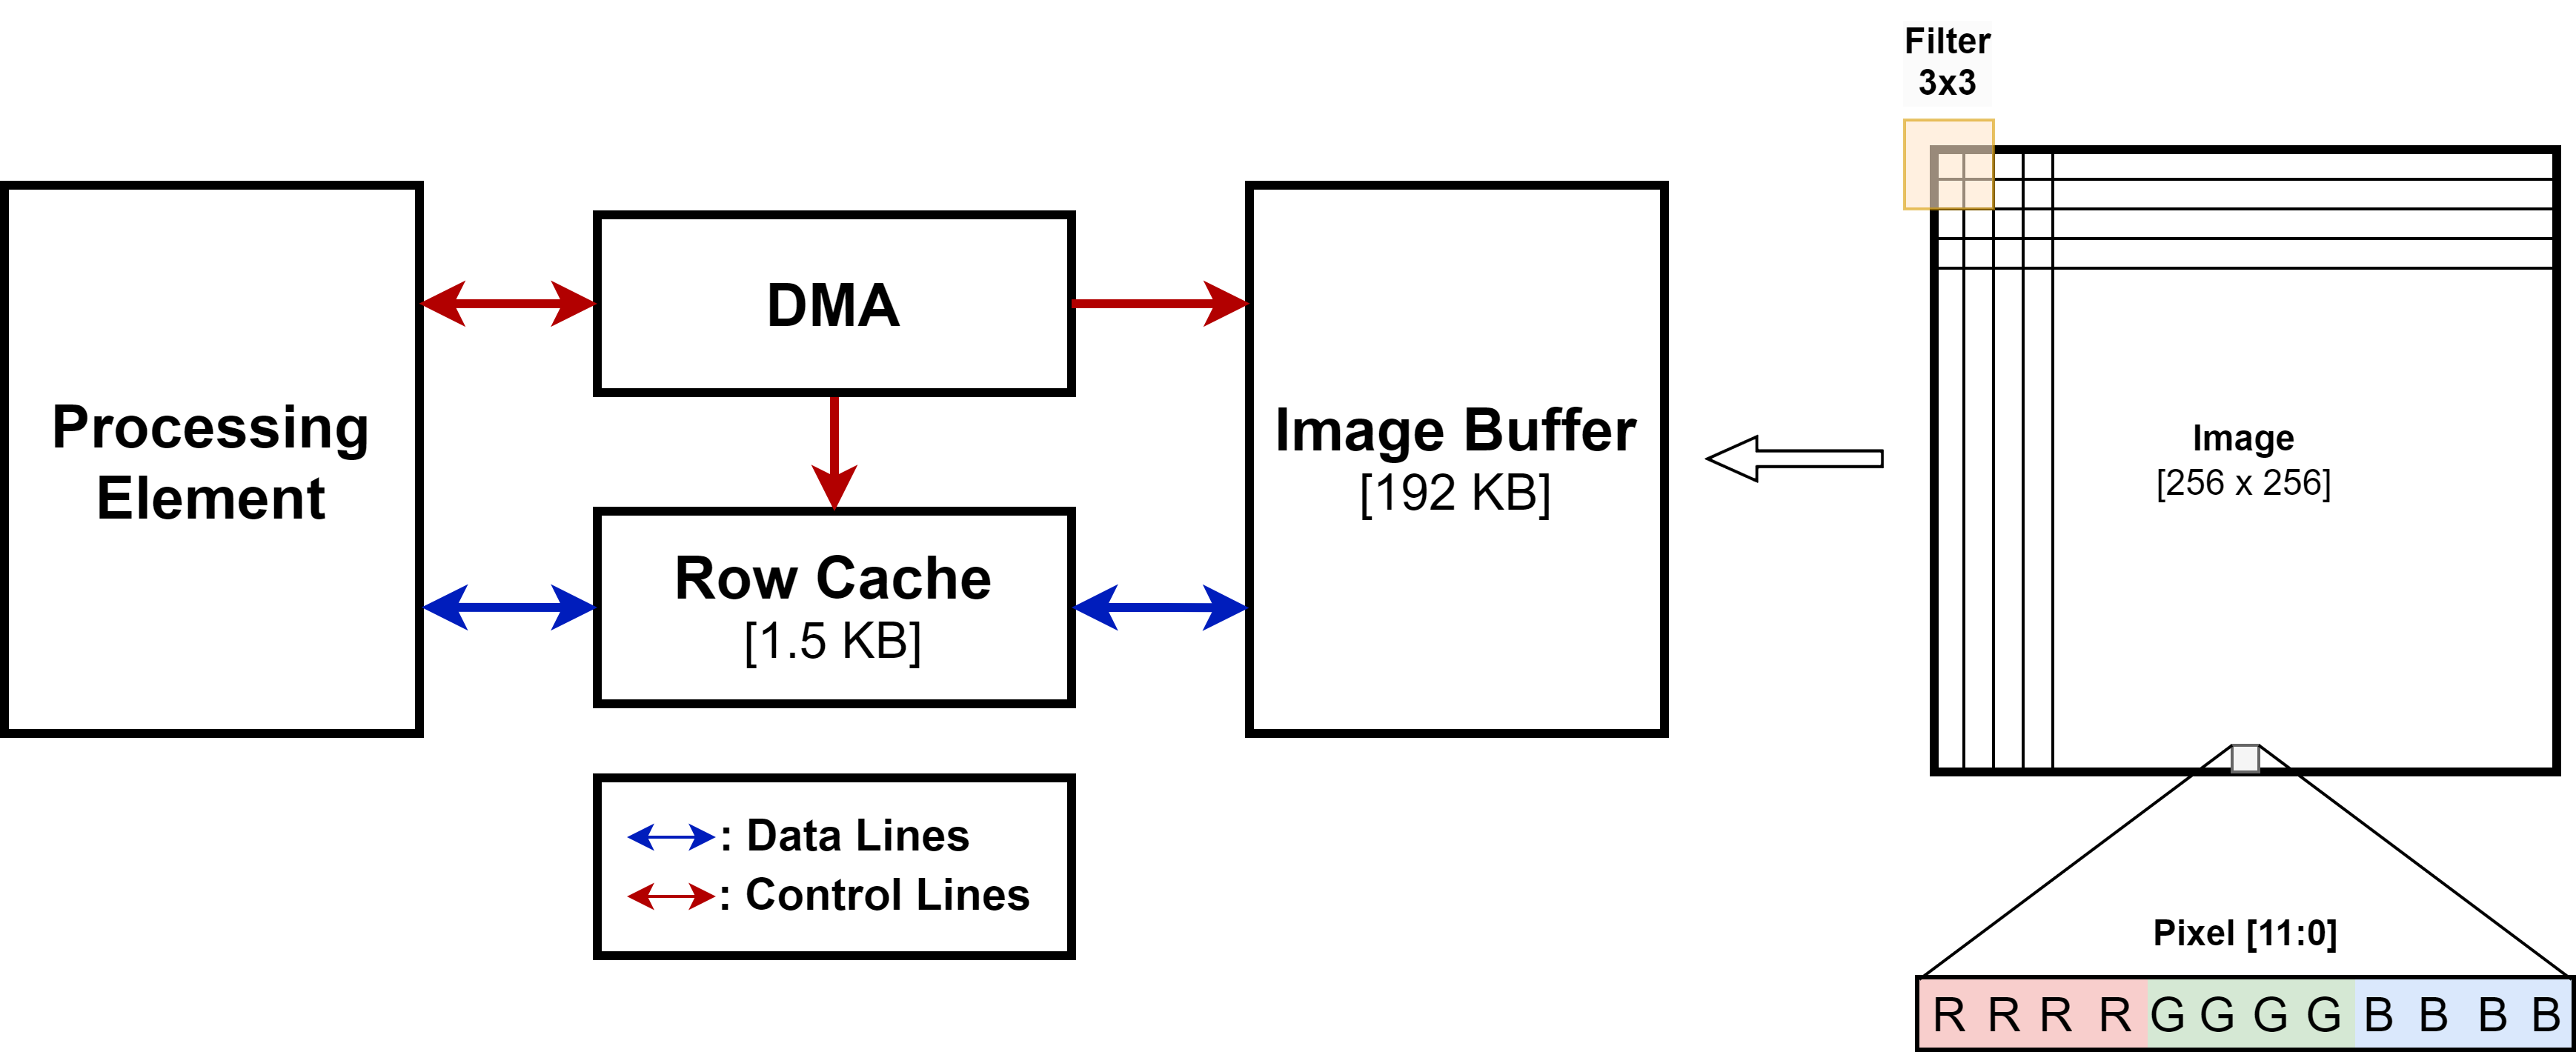 Filter
3x3
DMA
Processing
Element
Row Cache
[1.5 KB]
Image Buffer
[192 KB]
Image
[256 x 256]
: Data Lines
: Control Lines
Pixel [11:0]
R R R R G G G G B B B B